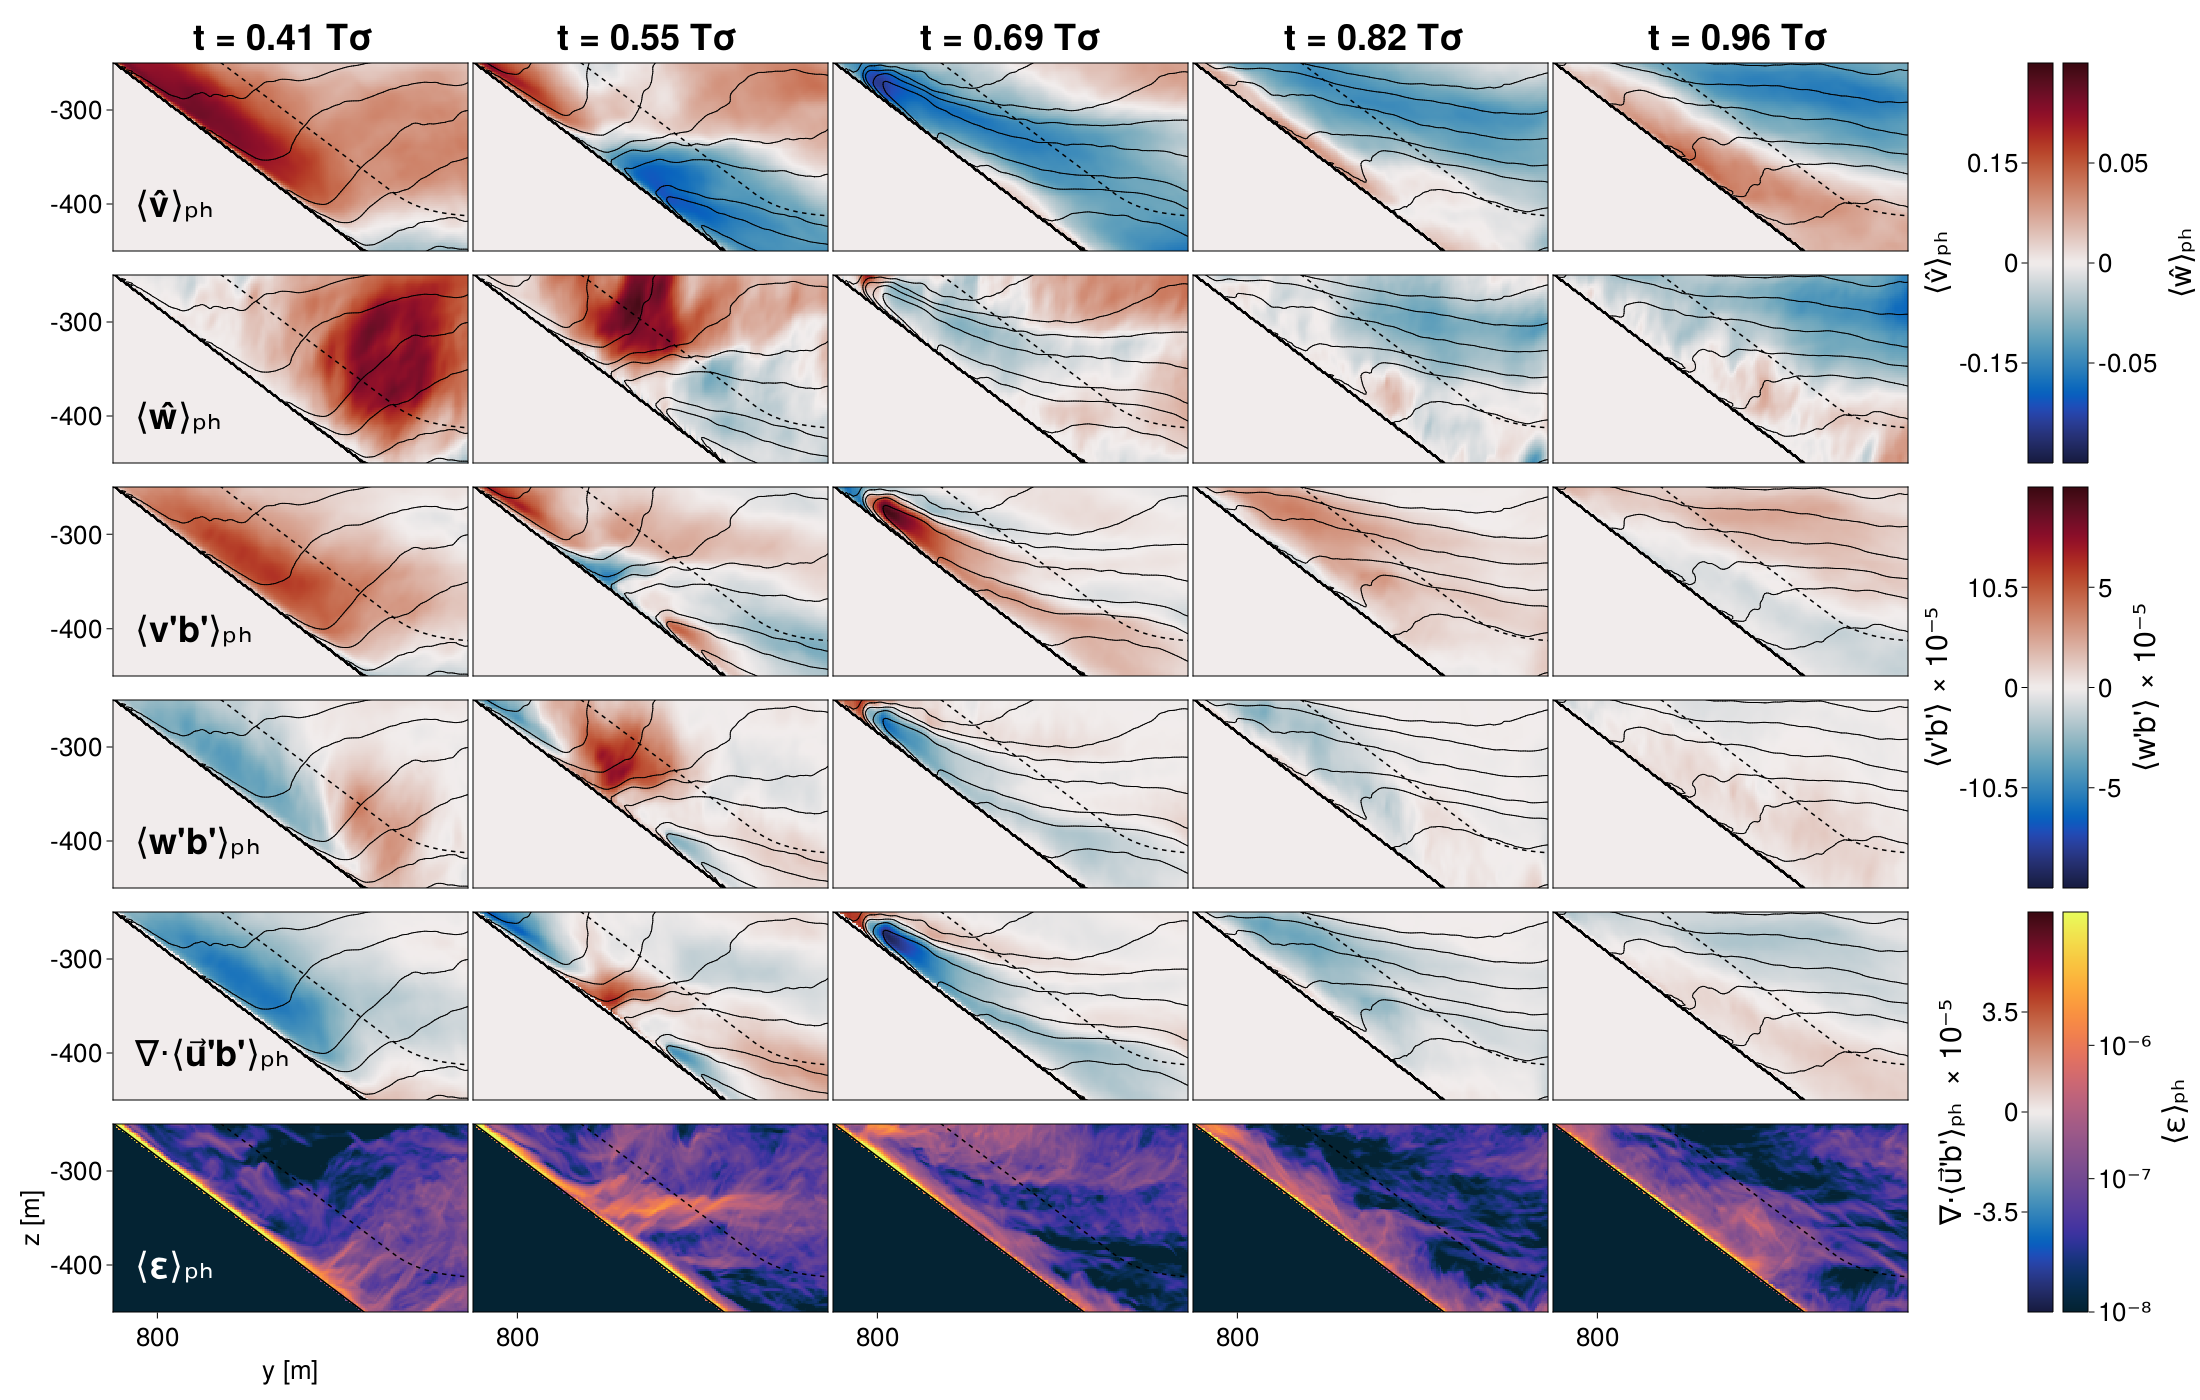 t = 0.41 Tσ
t = 0.55 Tσ
t = 0.69 Tσ
t = 0.82 Tσ
t = 0.96 Tσ
-300
-400
⟨v̂⟩ₚₕ
0.15
0
-0.15
⟨v̂⟩ₚₕ
0.05
0
-0.05
⟨ŵ⟩ₚₕ
-300
-400
⟨ŵ⟩ₚₕ
-300
-400
⟨v'b'⟩ₚₕ
10.5
0
-10.5
⟨v'b'⟩ × 10⁻⁵
5
0
-5
⟨w'b'⟩ × 10⁻⁵
-300
-400
⟨w'b'⟩ₚₕ
-300
-400
∇·⟨u⃗'b'⟩ₚₕ
3.5
0
-3.5
∇·⟨u⃗'b'⟩ₚₕ × 10⁻⁵
10⁻⁶
10⁻⁷
10⁻⁸
⟨ε⟩ₚₕ
-300
-400
z [m]
⟨ε⟩ₚₕ
800
800
800
800
800
y [m]